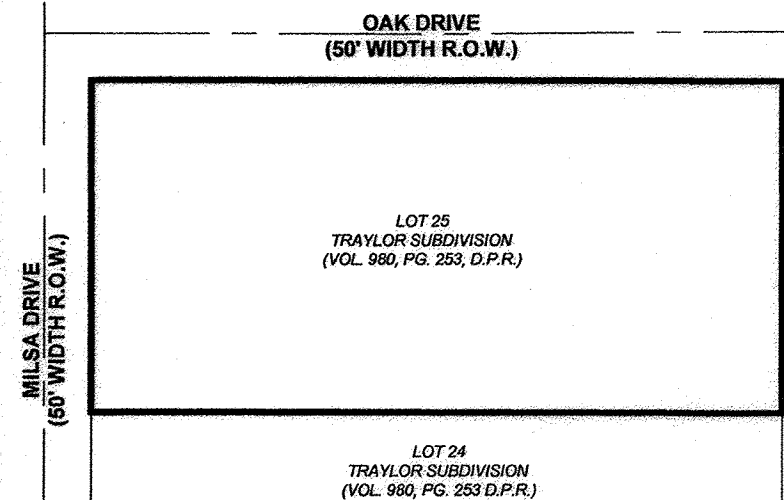 OAK DRIVE
(50' WIDTH R.O.W.)
LOT 25
TRAYLOR SUBDIVISION
(VOL. 980, PG. 253, D.P.R.)
MILSA DRIVE
(50' WIDTH R.O.W.)
LOT 24
TRAYLOR SUBDIVISION
(VOL. 980, PG. 253 D.P.R.)